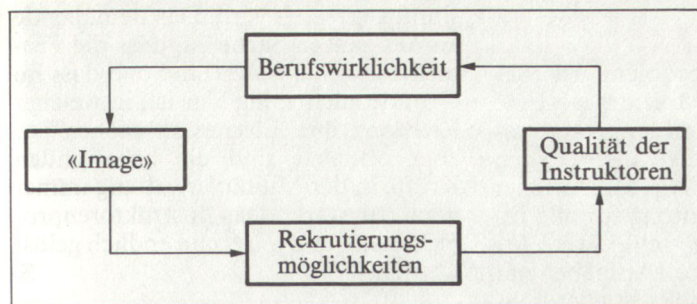 Berufswirklichkeit
«Image»
Qualität der
Instruktoren
Rekrutierungs-
möglichkeiten